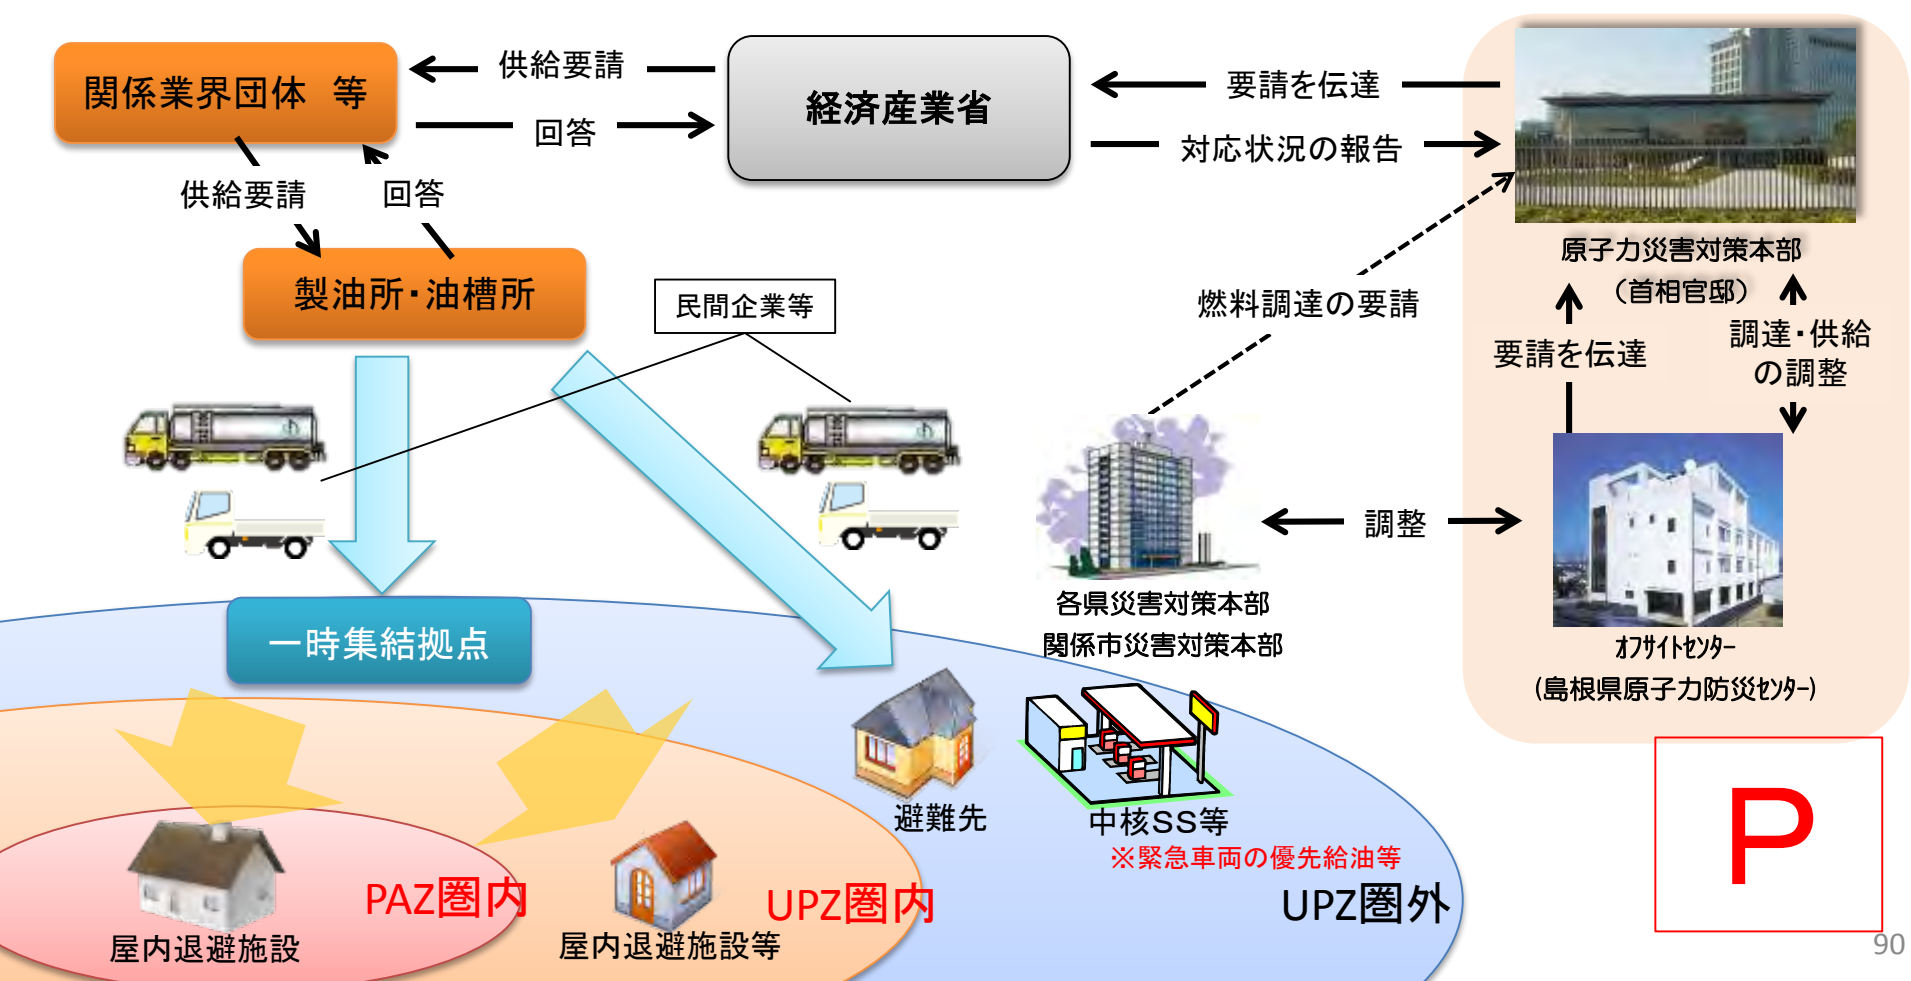 関係業界団体　等
供給要請
回答
経済産業省
要請を伝達
対応状況の報告
供給要請
回答
製油所・油槽所
民間企業等
燃料調達の要請
原子力災害対策本部
（首相官邸）
要請を伝達
調達・供給
の調整
調整
各県災害対策本部
関係市災害対策本部
ｵﾌｻｲﾄｾﾝﾀｰ
(島根県原子力防災ｾﾝﾀｰ)
一時集結拠点
避難先
中核ＳＳ等
※緊急車両の優先給油等
PAZ圏内
UPZ圏内
UPZ圏外
屋内退避施設
屋内退避施設等
P
90